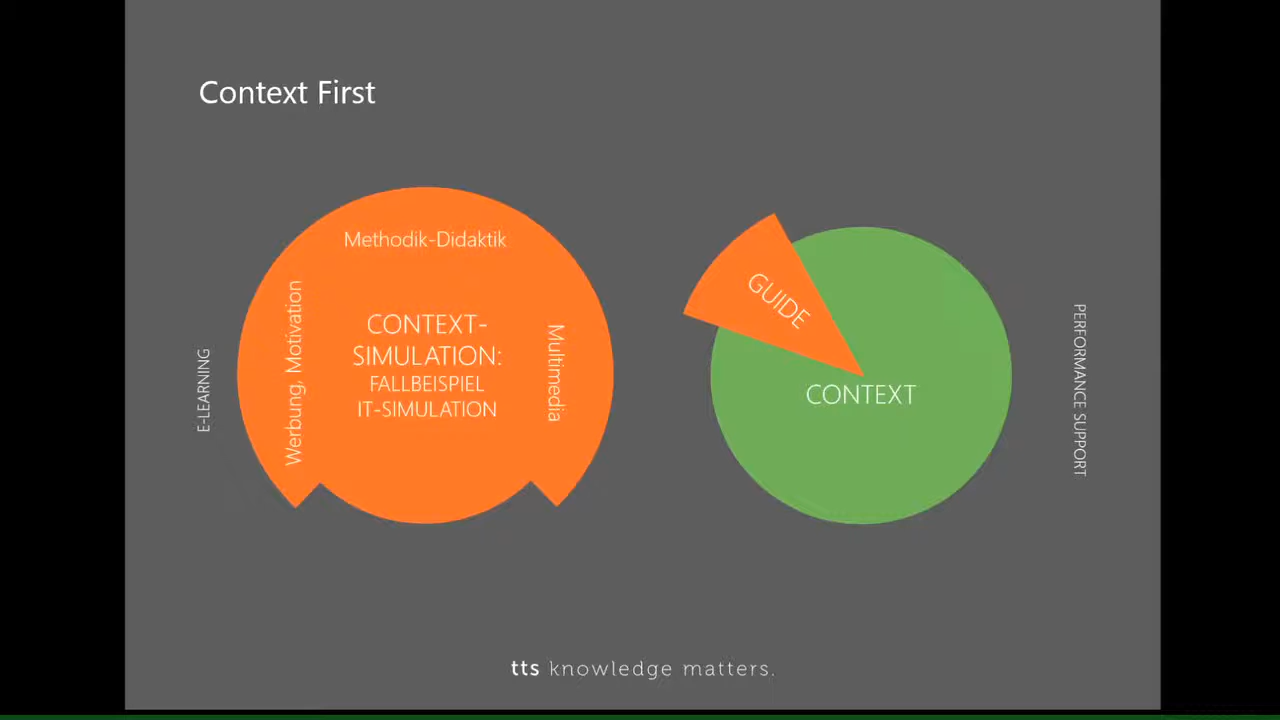 Context First
E-LEARNING
Werbung, Motivation
Methodik-Didaktik
CONTEXT-
SIMULATION:
FALLBEISPIEL
IT-SIMULATION
Multimedia
GUIDE
CONTEXT
PERFORMANCE SUPPORT
tts knowledge matters.